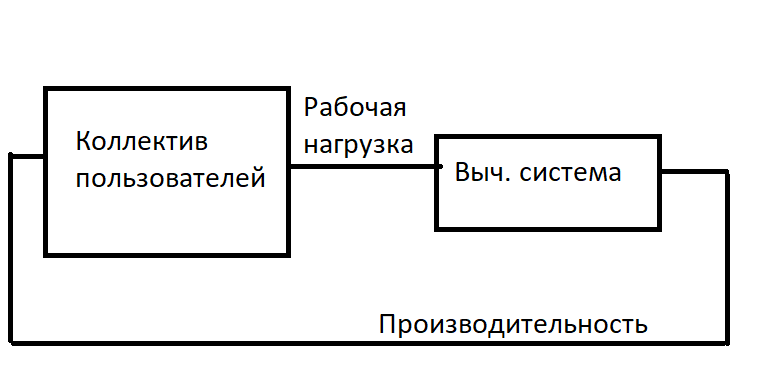 Коллектив
пользователей
Рабочая
нагрузка
Выч. система
Производительность